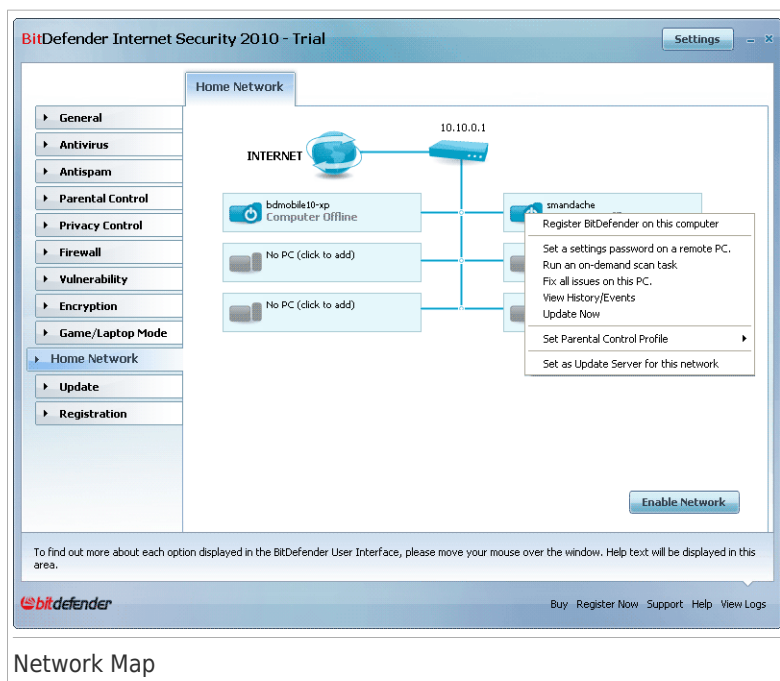 BitDefender Internet Security 2010 - Trial
Settings
Home Network
General
Antivirus
Antispam
Parental Control
Privacy Control
Firewall
Vulnerability
Encryption
Game/Laptop Mode
Home Network
Update
Registration
10.10.0.1
INTERNET
bdmobile10-xp
Computer Offline
No PC (click to add)
No PC (click to add)
smandache
Register BitDefender on this computer
Set a settings password on a remote PC.
Run an on-demand scan task
Fix all issues on this PC.
View History/Events
Update Now
Set Parental Control Profile
Set as Update Server for this network
Enable Network
To find out more about each option displayed in the BitDefender User Interface, please move your mouse over the window. Help text will be displayed in this
area.
bitdefender
Buy Register Now Support Help View Logs
Network Map